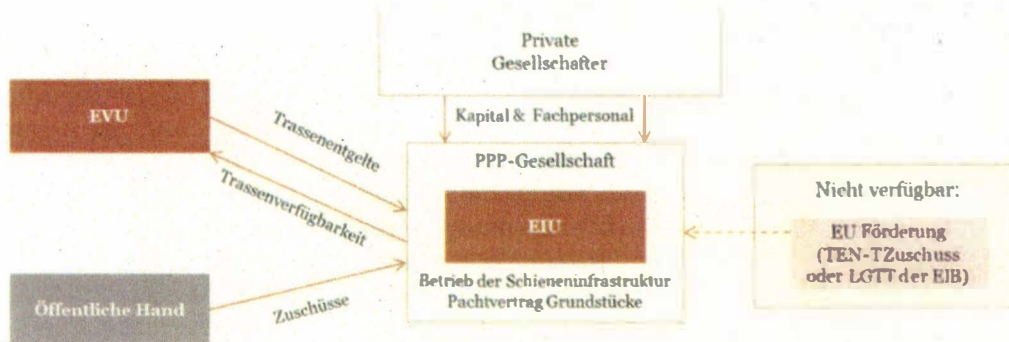 Private
Gesellschafter
EVU
Trassenentgelte
Kapital & Fachpersonal
PPP-Gesellschaft
Trassenverfügbarkeit
EIU
Nicht verfügbar:
EU Förderung
(TEN-TZuschuss
oder LGTT der EIB)
Betrieb der Schieneninfrastruktur
Pachtvertrag Grundstücke
Öffentliche Hand
Zuschüsse